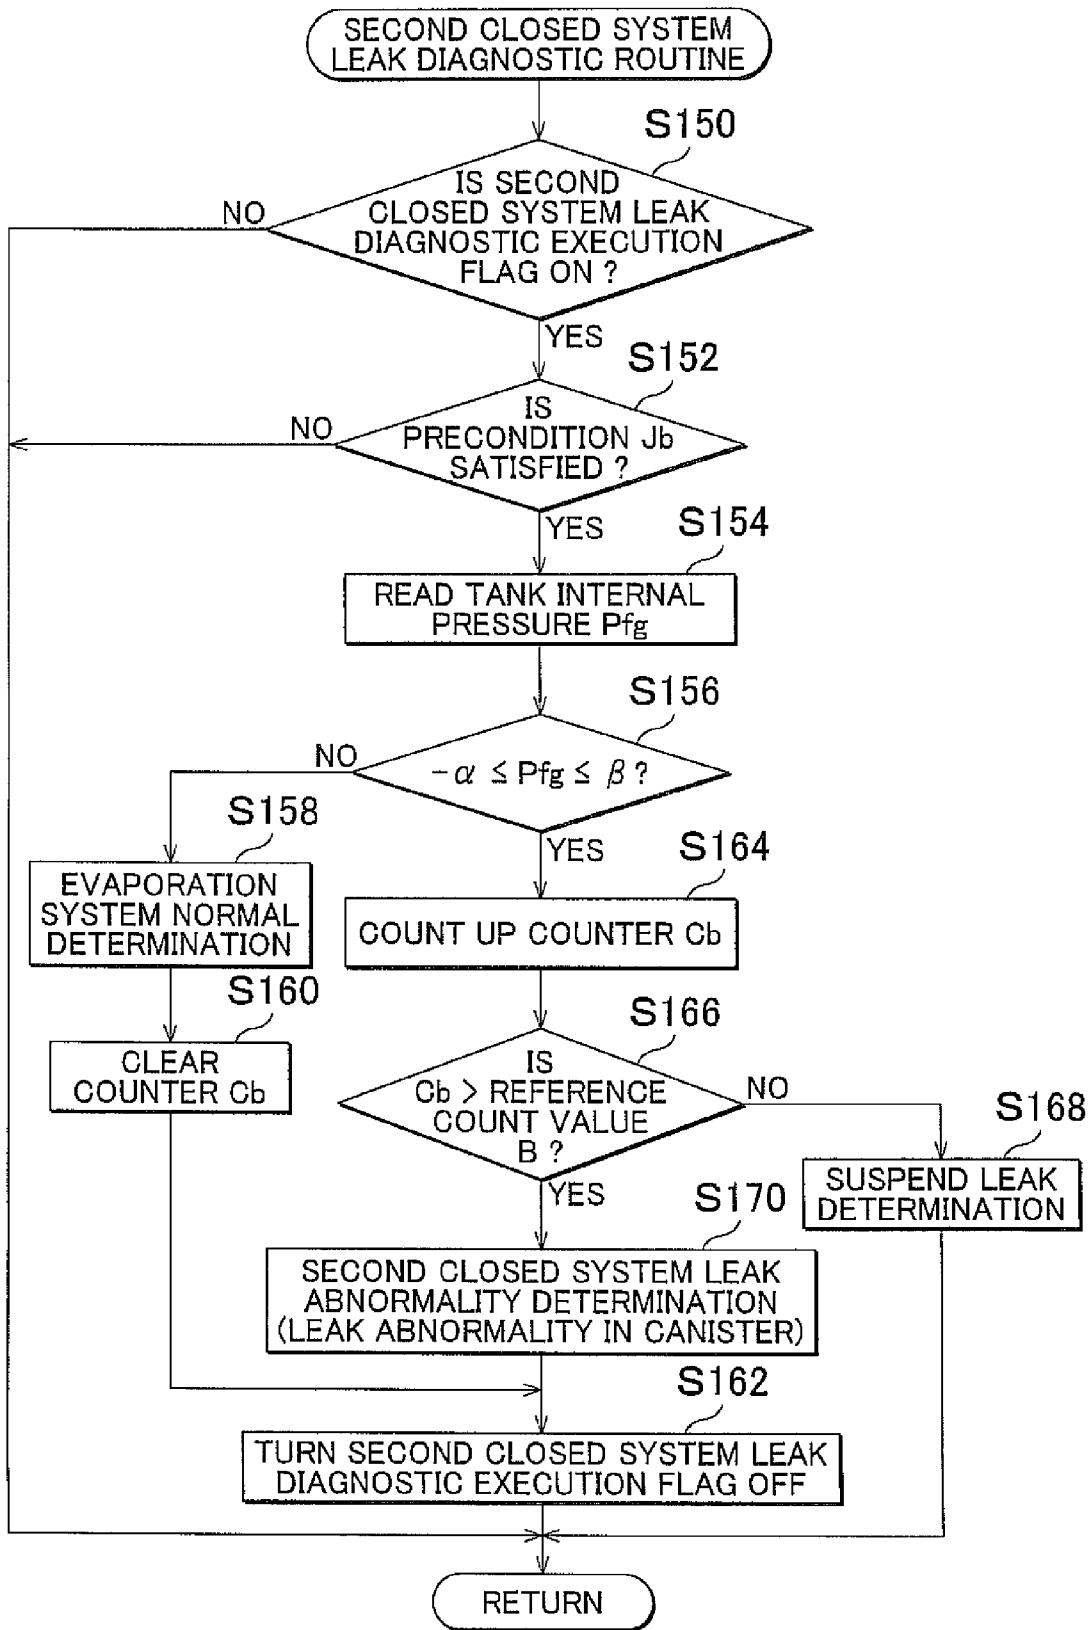 SECOND CLOSED SYSTEM
LEAK DIAGNOSTIC ROUTINE
S150
IS SECOND
CLOSED SYSTEM LEAK
DIAGNOSTIC EXECUTION
FLAG ON ?
NO
YES
S152
IS
PRECONDITION Jb
SATISFIED ?
NO
YES
S154
READ TANK INTERNAL
PRESSURE Pfg
S156
-α ≤ Pfg ≤ β ?
NO
YES
S158
EVAPORATION
SYSTEM NORMAL
DETERMINATION
S164
COUNT UP COUNTER Cb
S160
CLEAR
COUNTER Cb
S166
IS
Cb > REFERENCE
COUNT VALUE
B ?
NO
YES
S168
SUSPEND LEAK
DETERMINATION
S170
SECOND CLOSED SYSTEM LEAK
ABNORMALITY DETERMINATION
(LEAK ABNORMALITY IN CANISTER)
S162
TURN SECOND CLOSED SYSTEM LEAK
DIAGNOSTIC EXECUTION FLAG OFF
RETURN